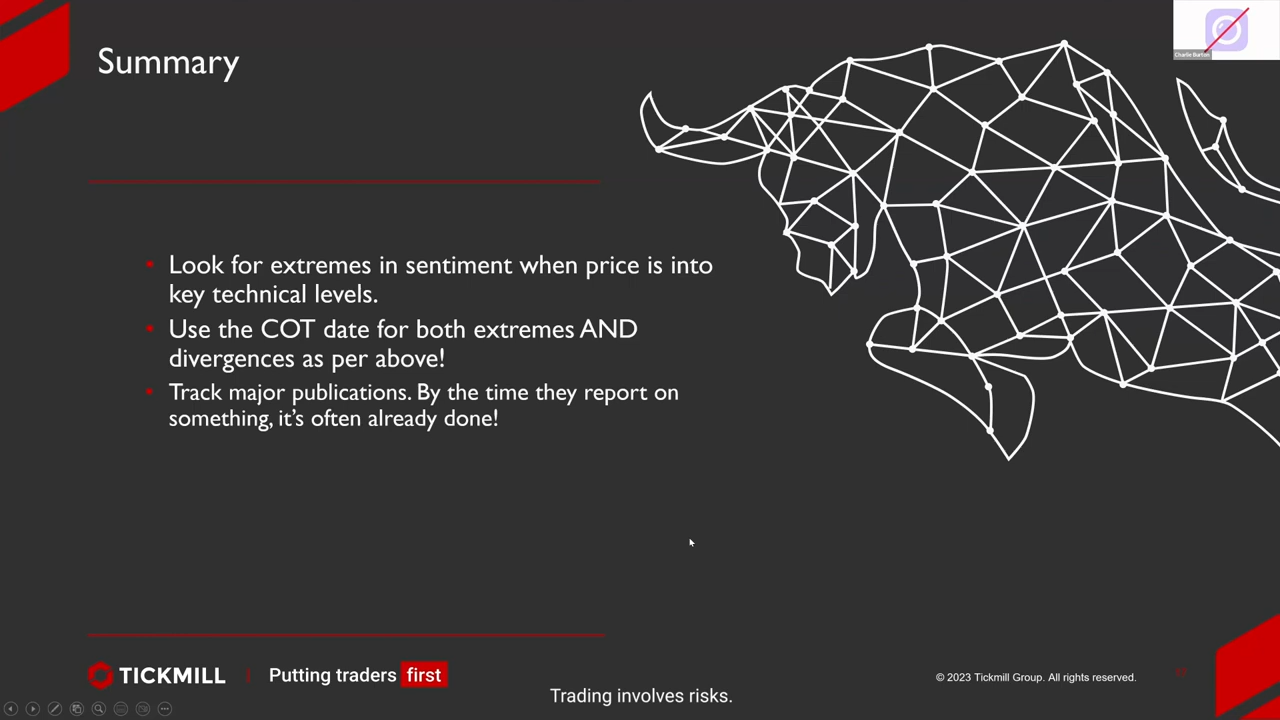 Charlie Burton
Summary
Look for extremes in sentiment when price is into
key technical levels.
Use the COT date for both extremes AND
divergences as per above!
Track major publications. By the time they report on
something, it's often already done!
TICKMILL | Putting traders first
© 2023 Tickmill Group. All rights reserved.
Trading involves risks.